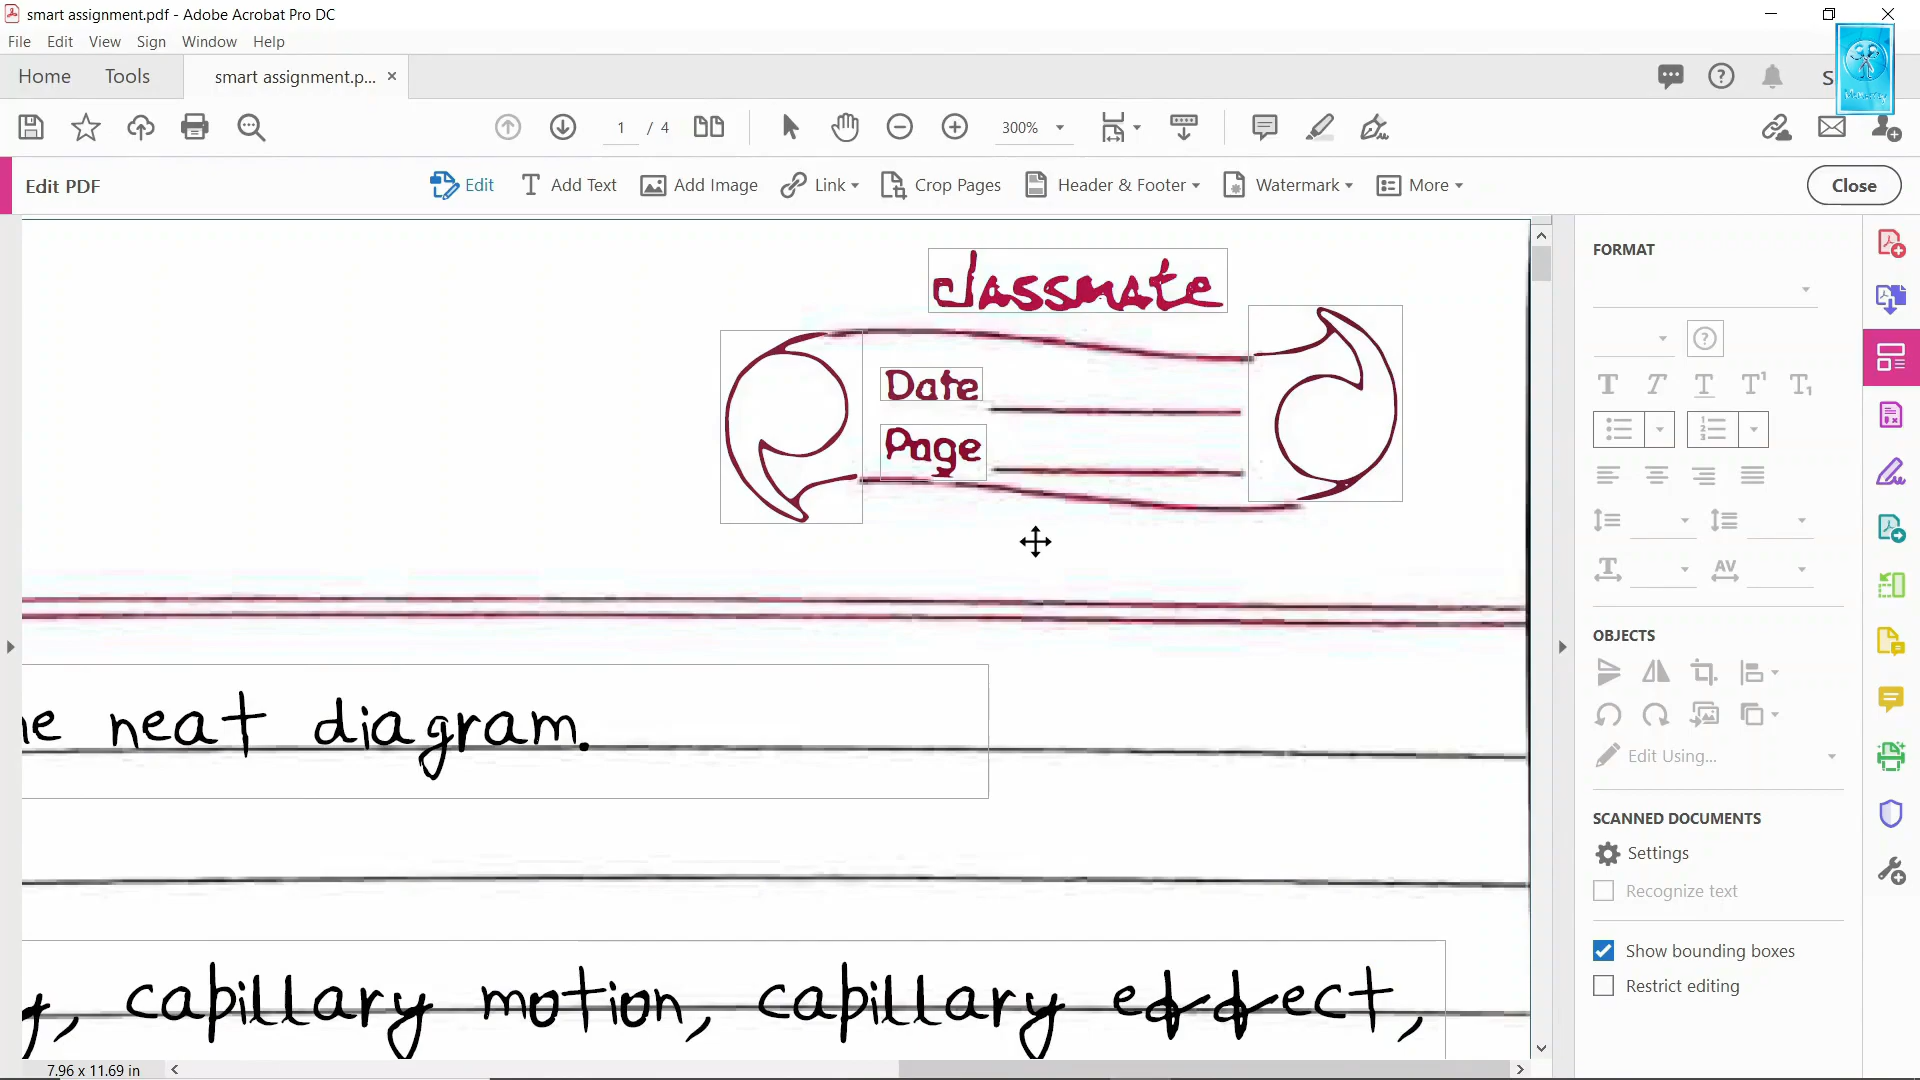 smart assignment.pdf - Adobe Acrobat Pro DC
File Edit View Sign Window Help
Home Tools smart assignment.p... ×
1 / 4 300%
Edit PDF Edit Add Text Add Image Link Crop Pages Header & Footer Watermark More Close
classmate
Date
Page
neat diagram.
, capillary motion, capillary effect,
7.96 x 11.69 in
FORMAT
OBJECTS
Edit Using...
SCANNED DOCUMENTS
Settings
Recognize text
Show bounding boxes
Restrict editing